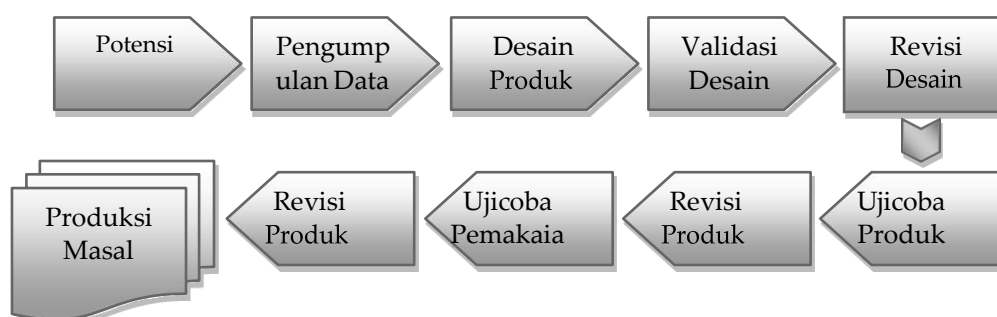 Potensi
Pengump
ulan Data
Desain
Produk
Validasi
Desain
Revisi
Desain
Ujicoba
Produk
Revisi
Produk
Ujicoba
Pemakaia
Revisi
Produk
Produksi
Masal